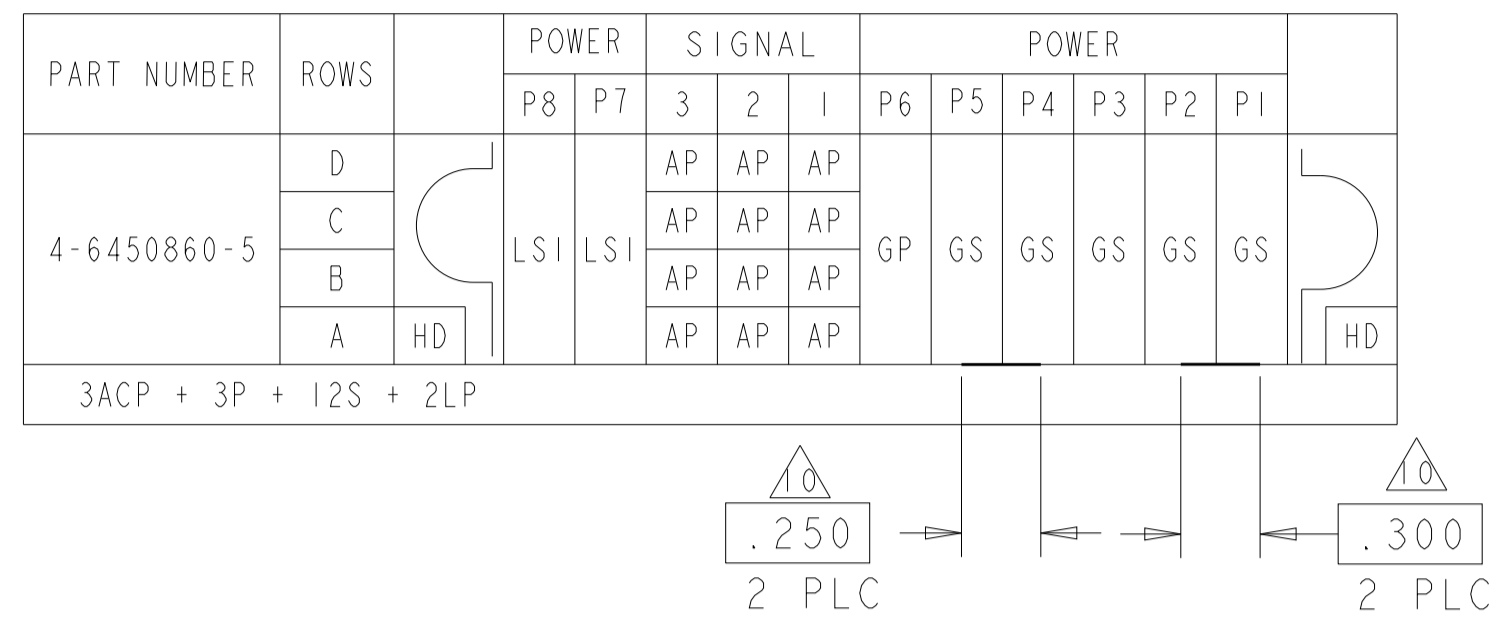 PART NUMBER ROWS POWER SIGNAL POWER
P8 P7 3 2 1 P6 P5 P4 P3 P2 P1
D AP AP AP
C AP AP AP
4-6450860-5 LSI LSI GP GS GS GS GS GS
B AP AP AP
A HD AP AP AP HD
3ACP + 3P + 12S + 2LP
10 10
.250 .300
2 PLC 2 PLC